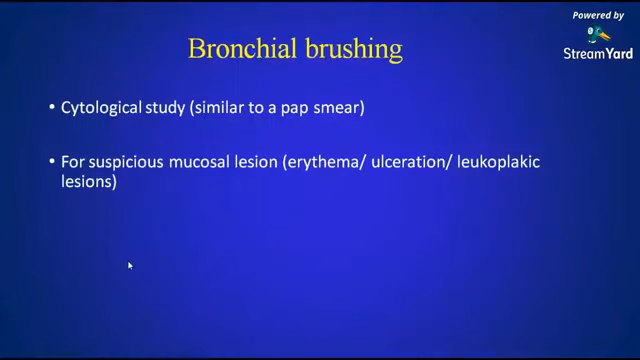 Powered by
StreamYard
Bronchial brushing
• Cytological study (similar to a pap smear)
• For suspicious mucosal lesion (erythema/ ulceration/ leukoplakic
lesions)